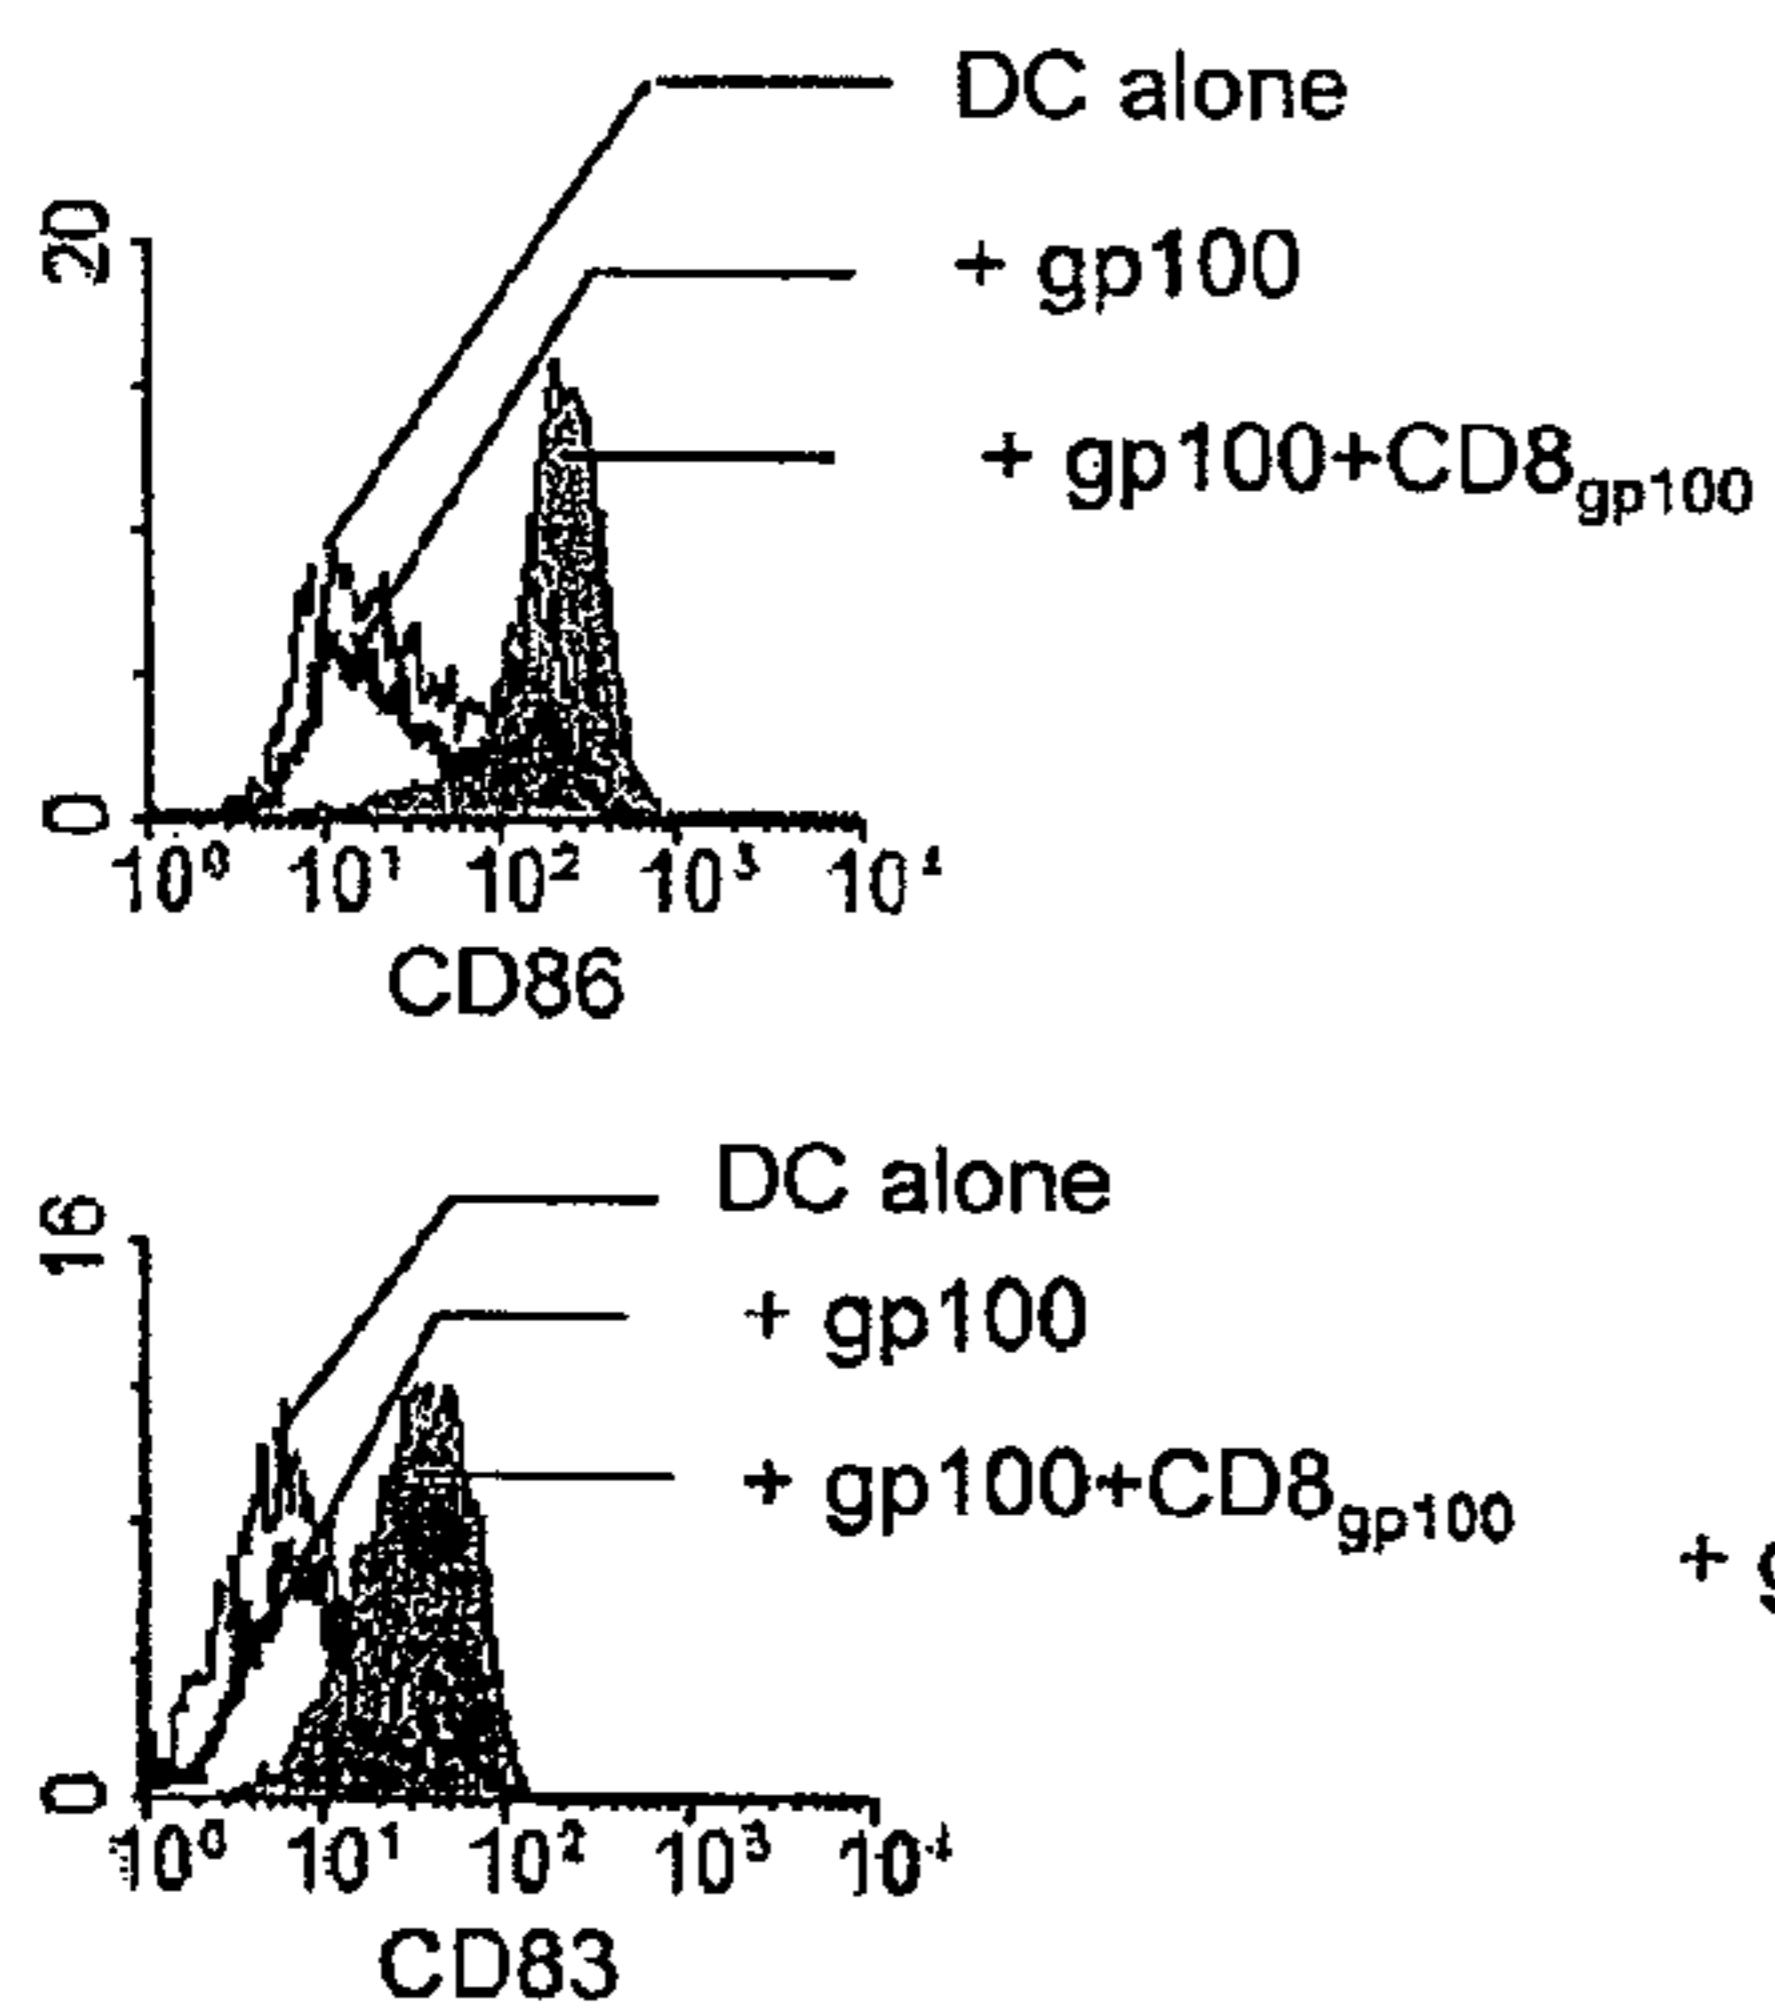 DC alone
20
+ gp100
+ gp100+CD8gp100
0
10⁰ 10¹ 10² 10³ 10⁴
CD86
DC alone
16
+ gp100
+ gp100+CD8gp100
+ g
0
10⁰ 10¹ 10² 10³ 10⁴
CD83